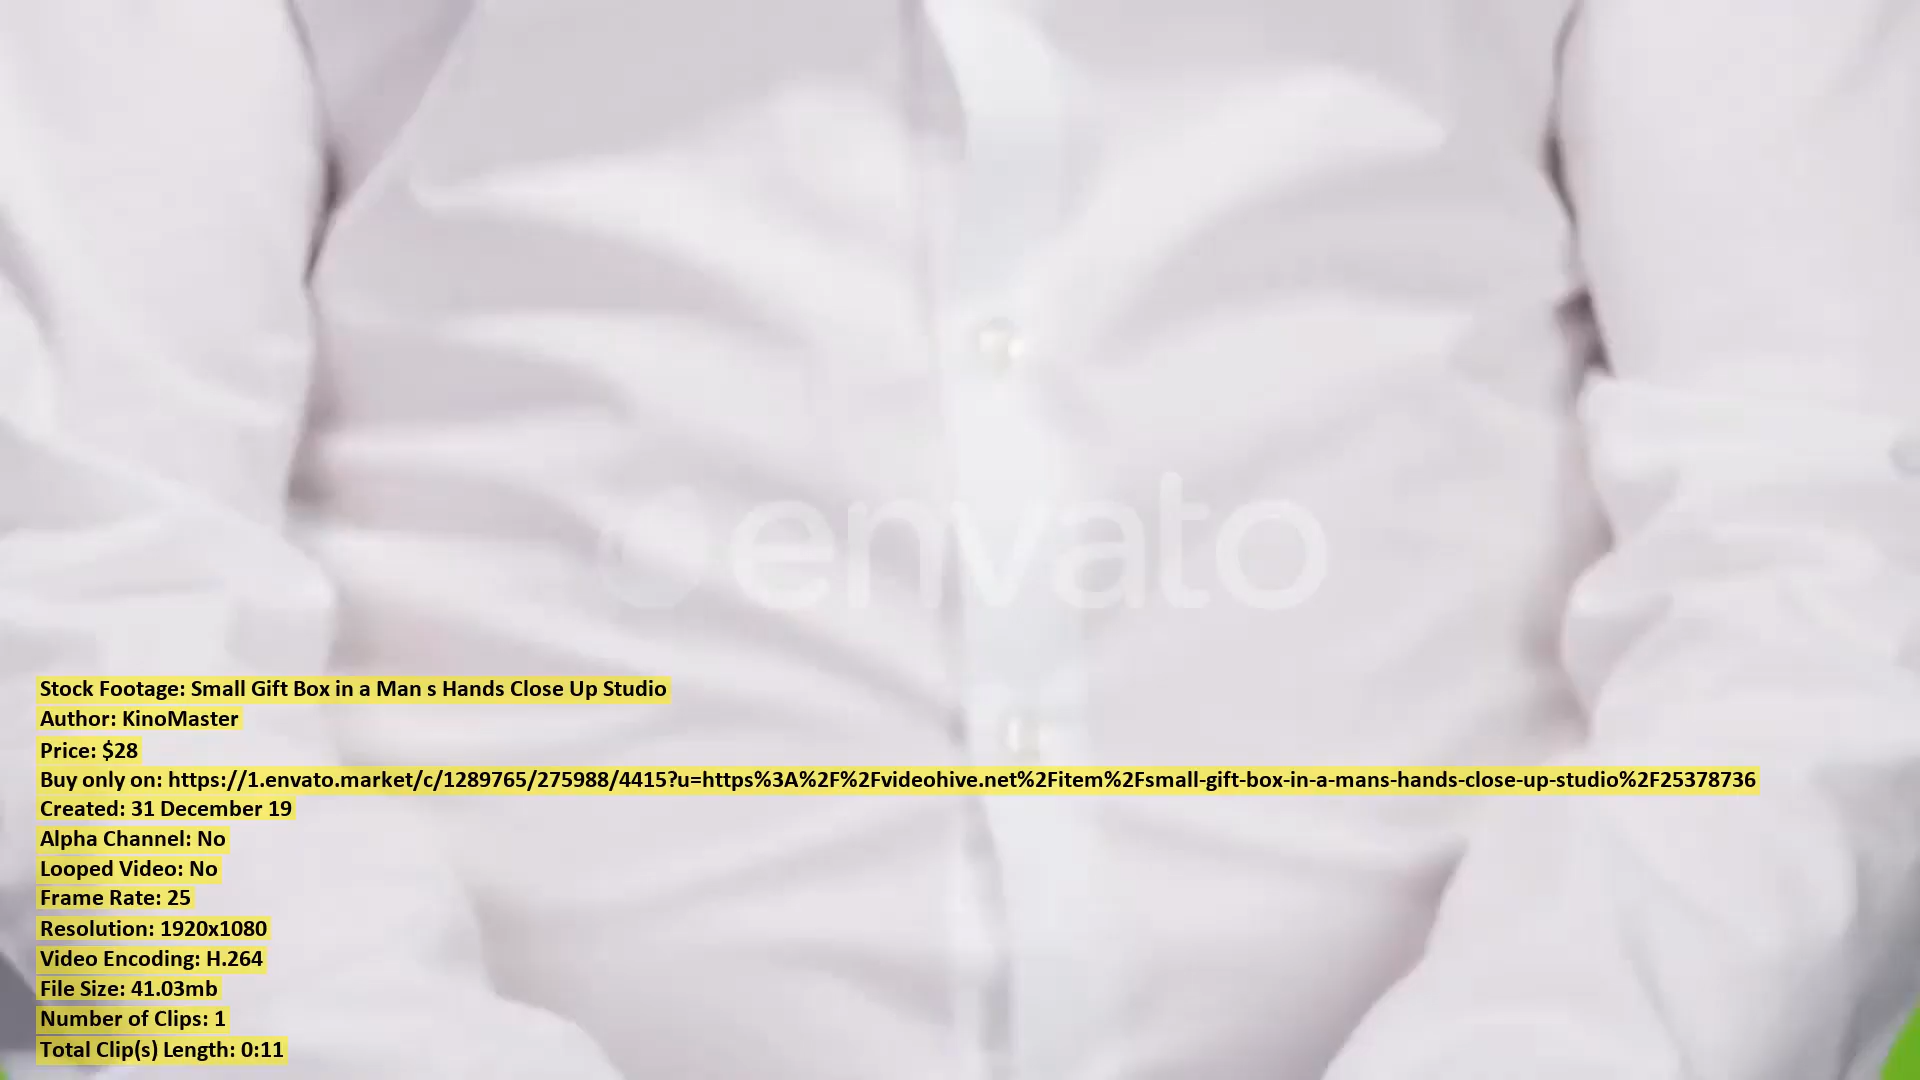 envato
Stock Footage: Small Gift Box in a Man s Hands Close Up Studio
Author: KinoMaster
Price: $28
Buy only on: https://1.envato.market/c/1289765/275988/4415?u=https%3A%2F%2Fvideohive.net%2Fitem%2Fsmall-gift-box-in-a-mans-hands-close-up-studio%2F25378736
Created: 31 December 19
Alpha Channel: No
Looped Video: No
Frame Rate: 25
Resolution: 1920x1080
Video Encoding: H.264
File Size: 41.03mb
Number of Clips: 1
Total Clip(s) Length: 0:11